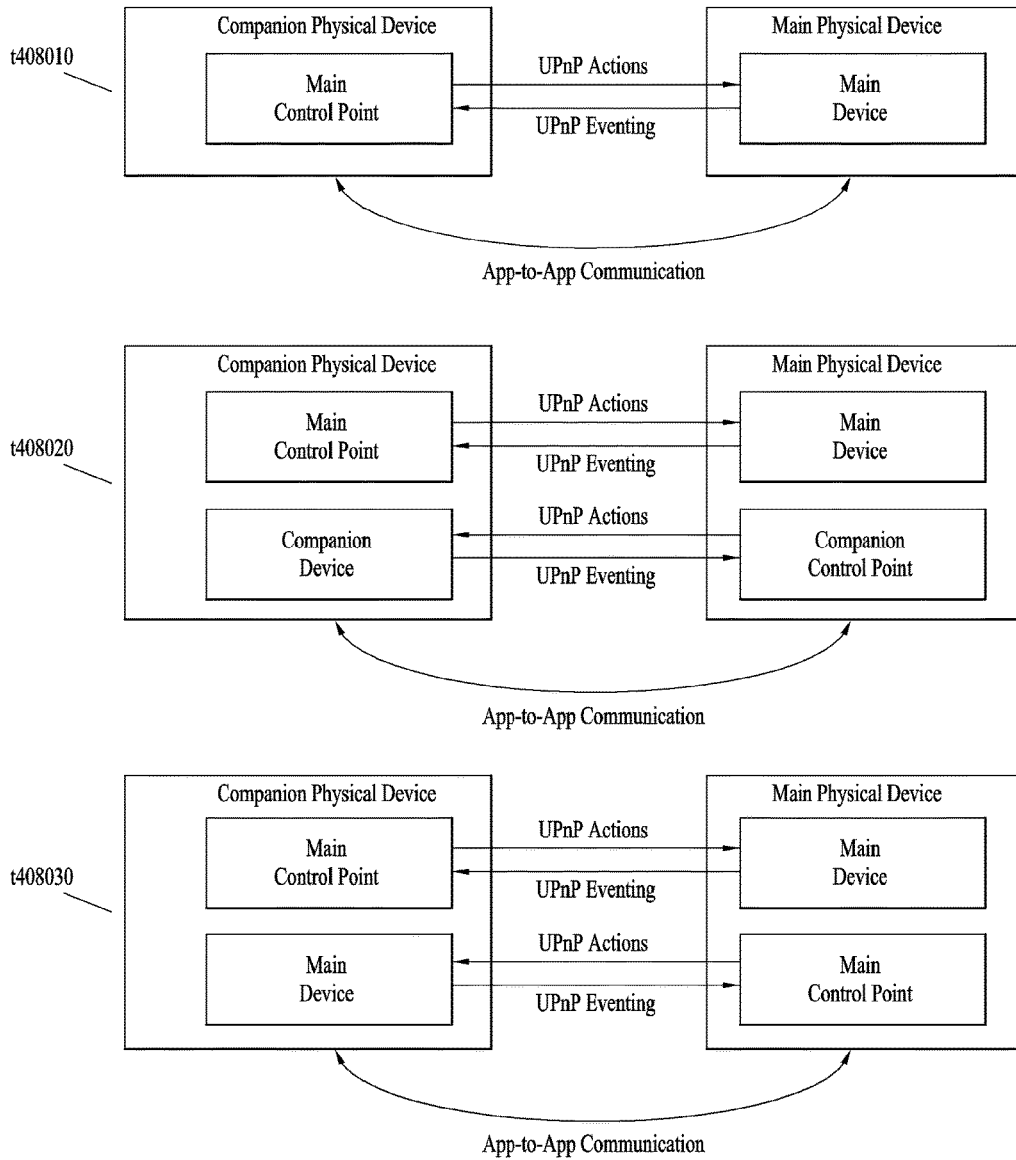 Companion Physical Device
Main Physical Device
t408010
Main
Control Point
UPnP Actions
UPnP Eventing
Main
Device
App-to-App Communication
Companion Physical Device
Main Physical Device
t408020
Main
Control Point
UPnP Actions
UPnP Eventing
Main
Device
Companion
Device
UPnP Actions
UPnP Eventing
Companion
Control Point
App-to-App Communication
Companion Physical Device
Main Physical Device
t408030
Main
Control Point
UPnP Actions
UPnP Eventing
Main
Device
Main
Device
UPnP Actions
UPnP Eventing
Main
Control Point
App-to-App Communication